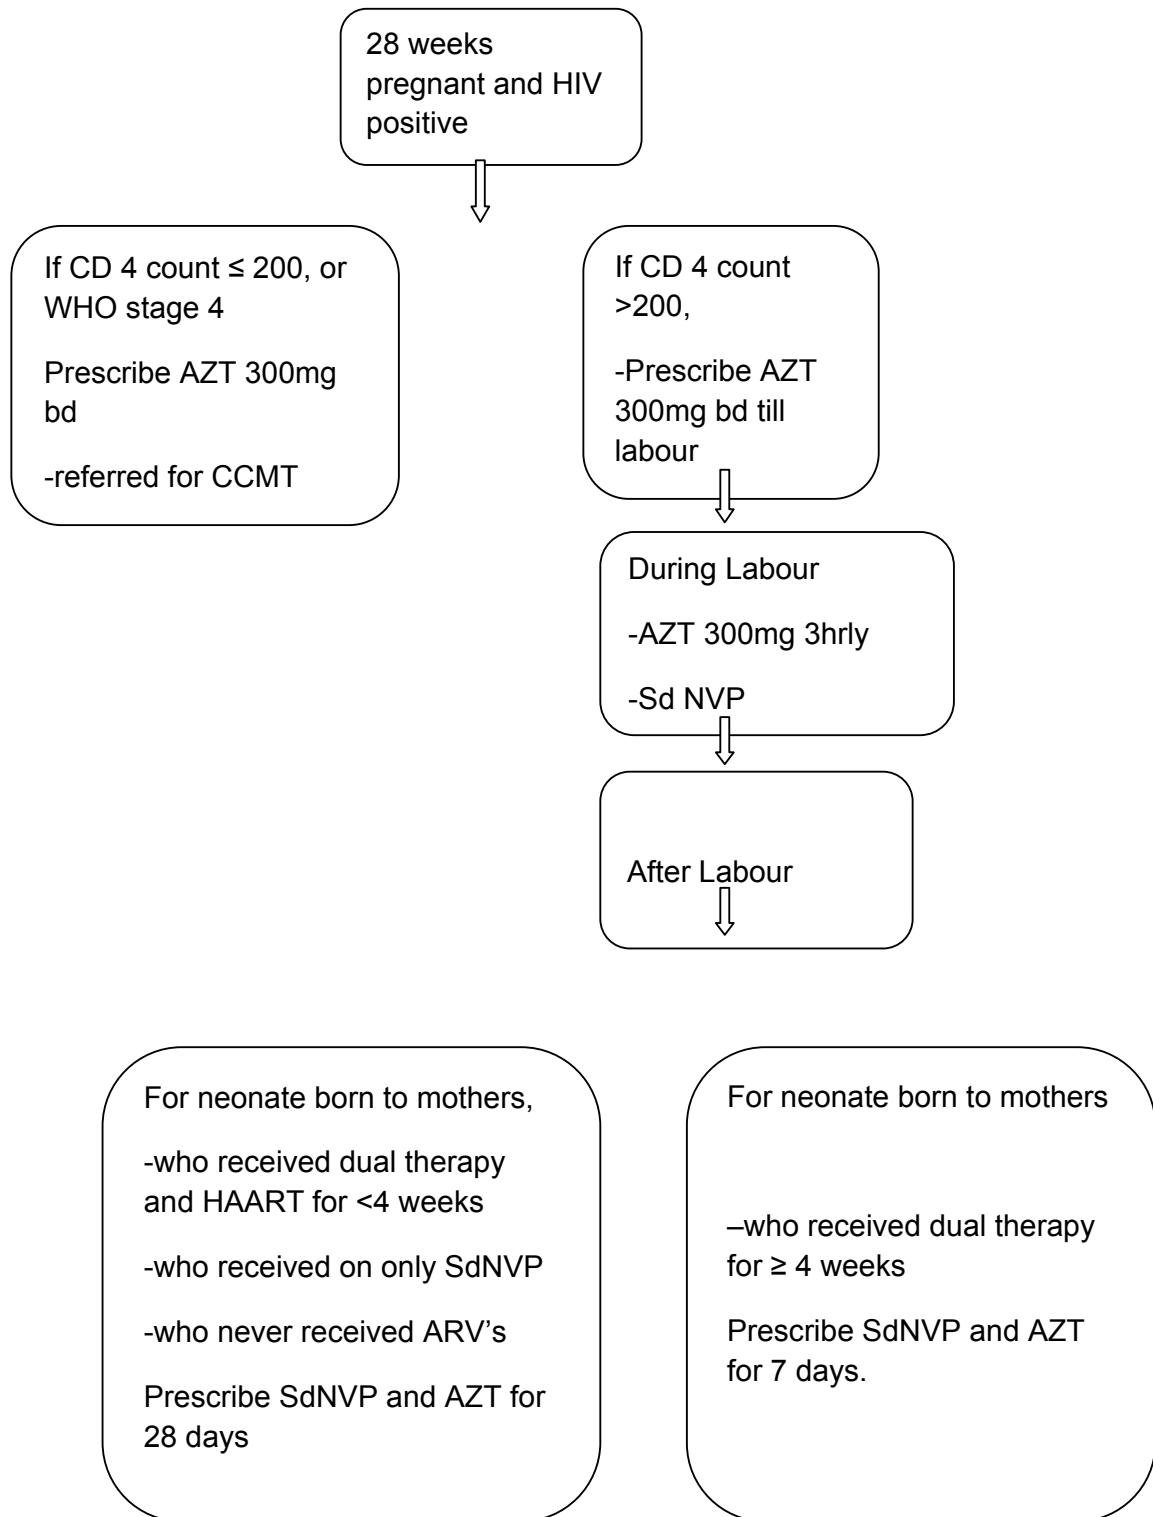 28 weeks
pregnant and HIV
positive
If CD 4 count ≤ 200, or
WHO stage 4
Prescribe AZT 300mg
bd
-referred for CCMT
If CD 4 count
>200,
-Prescribe AZT
300mg bd till
labour
During Labour
-AZT 300mg 3hrly
-Sd NVP
After Labour
For neonate born to mothers,
-who received dual therapy
and HAART for <4 weeks
-who received on only SdNVP
-who never received ARV's
Prescribe SdNVP and AZT for
28 days
For neonate born to mothers
–who received dual therapy
for ≥ 4 weeks
Prescribe SdNVP and AZT
for 7 days.